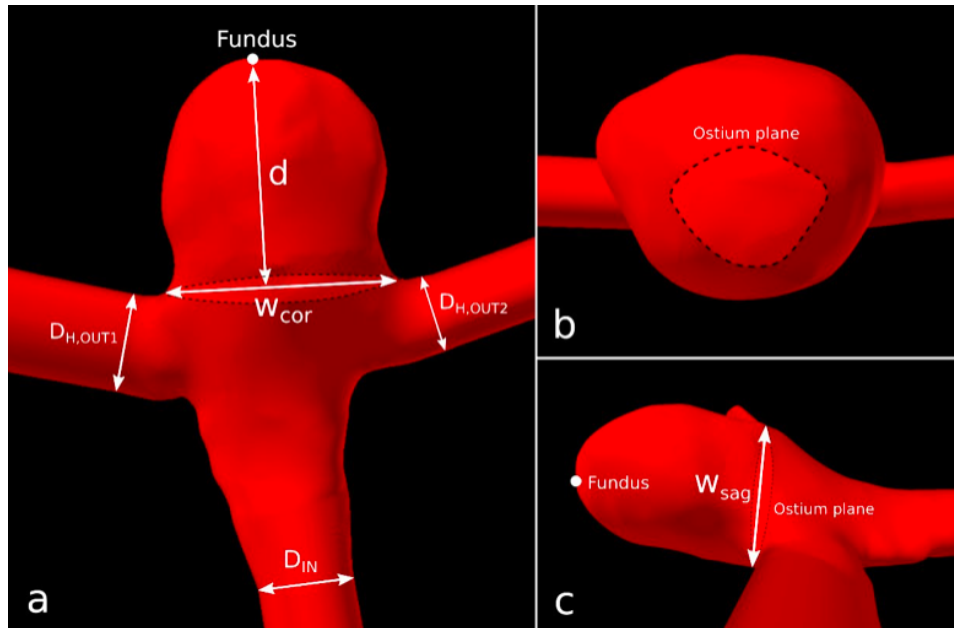 Fundus
d
w_cor
D_H,OUT1
D_H,OUT2
D_IN
a
Ostium plane
b
Fundus
w_sag
Ostium plane
c